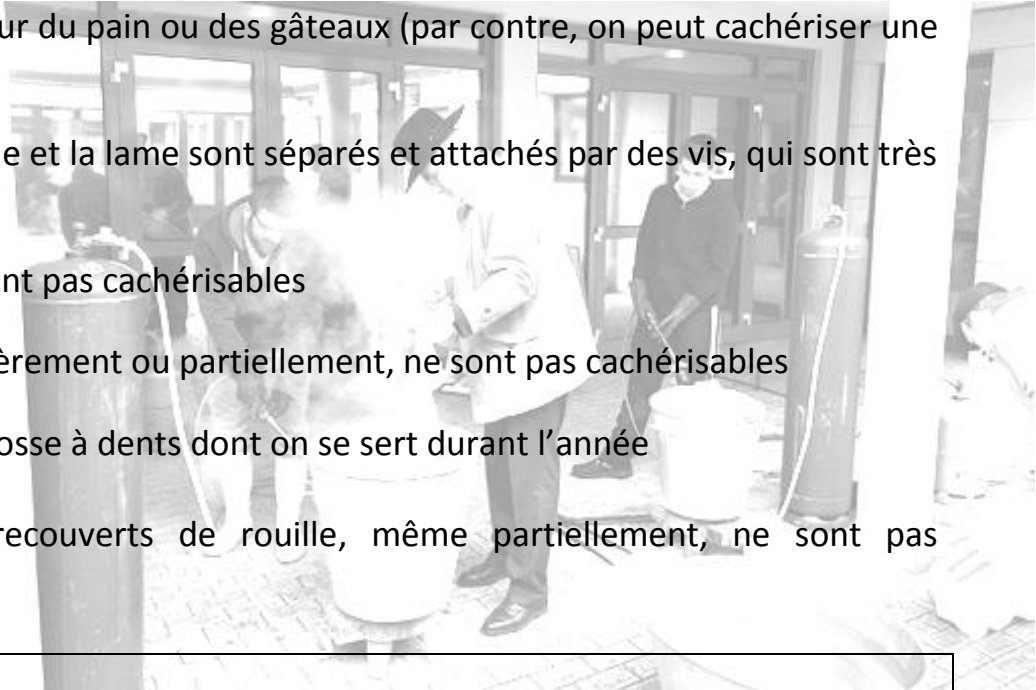 ur du pain ou des gâteaux (par contre, on peut cachériser une
e et la lame sont séparés et attachés par des vis, qui sont très
nt pas cachérisables
èrement ou partiellement, ne sont pas cachérisables
osse à dents dont on se sert durant l’année
recouverts de rouille, même partiellement, ne sont pas